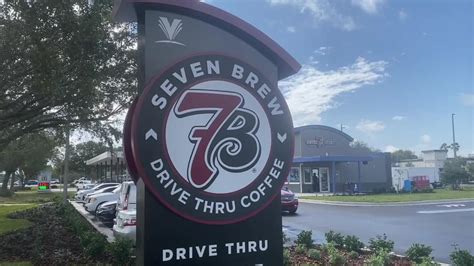 SEVEN BREW
7B
®
DRIVE THRU COFFEE
DRIVE THRU